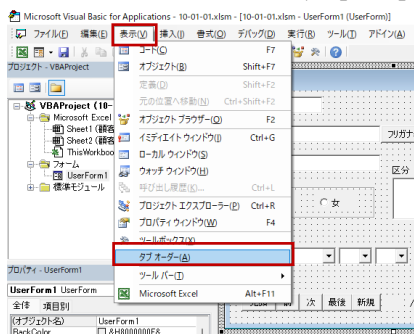 Microsoft Visual Basic for Applications - 10-01-01.xlsm - [10-01-01.xlsm - UserForm1 (UserForm)]
ファイル(F) 編集(E) 表示(V) 挿入(I) 書式(O) デバッグ(D) 実行(R) ツール(T) アドイン(A)
プロジェクト - VBAProject
VBAProject (10-
Microsoft Excel
Sheet1 (顧客
Sheet2 (顧客
ThisWorkboo
フォーム
UserForm1
標準モジュール
コード(C) F7
オブジェクト(B) Shift+F7
定義(D) Shift+F2
元の位置へ移動(N) Ctrl+Shift+F2
オブジェクト ブラウザー(O) F2
イミディエイト ウィンドウ(I) Ctrl+G
ローカル ウィンドウ(S)
ウォッチ ウィンドウ(H)
呼び出し履歴(K)... Ctrl+L
プロジェクト エクスプローラー(P) Ctrl+R
プロパティ ウィンドウ(W) F4
ツールボックス(X)
タブ オーダー(A)
ツール バー(T)
Microsoft Excel Alt+F11
フリガナ
区分
女
次 最後 新規
プロパティ - UserForm1
UserForm1 UserForm
全体 項目別
(オブジェクト名) UserForm1
BackColor &H8000000F&